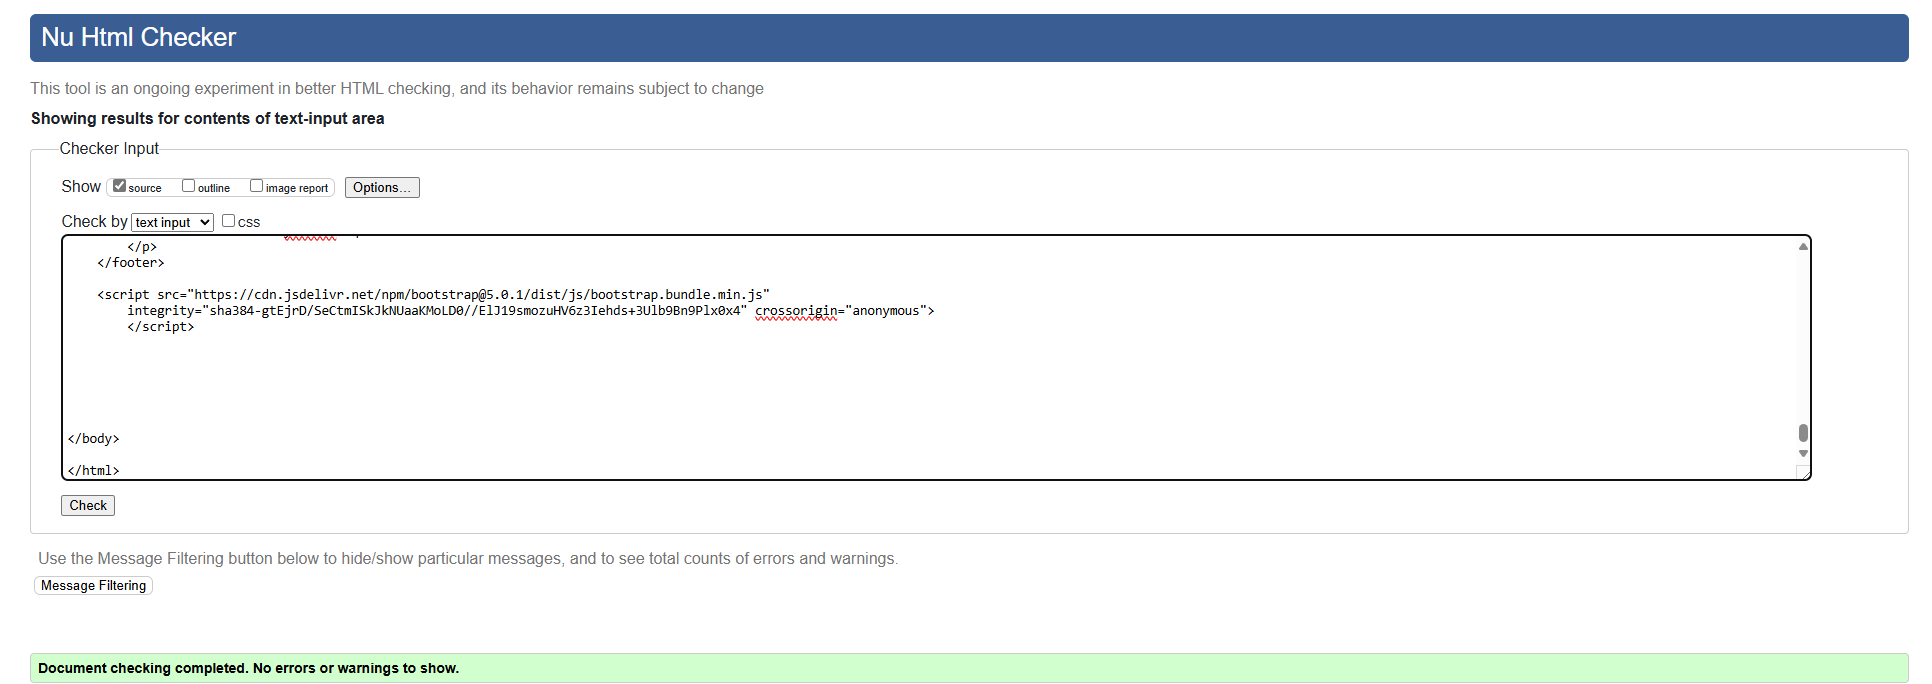 Nu Html Checker
This tool is an ongoing experiment in better HTML checking, and its behavior remains subject to change
Showing results for contents of text-input area
Checker Input
Show source outline image report Options...
Check by text input css
</p>
</footer>
<script src="https://cdn.jsdelivr.net/npm/bootstrap@5.0.1/dist/js/bootstrap.bundle.min.js"
integrity="sha384-gtEjrD/SeCtmISkJkNUaaKMoLD0//ElJ19smozuHV6z3Iehds+3Ulb9Bn9Plx0x4" crossorigin="anonymous">
</script>
</body>
</html>
Check
Use the Message Filtering button below to hide/show particular messages, and to see total counts of errors and warnings.
Message Filtering
Document checking completed. No errors or warnings to show.